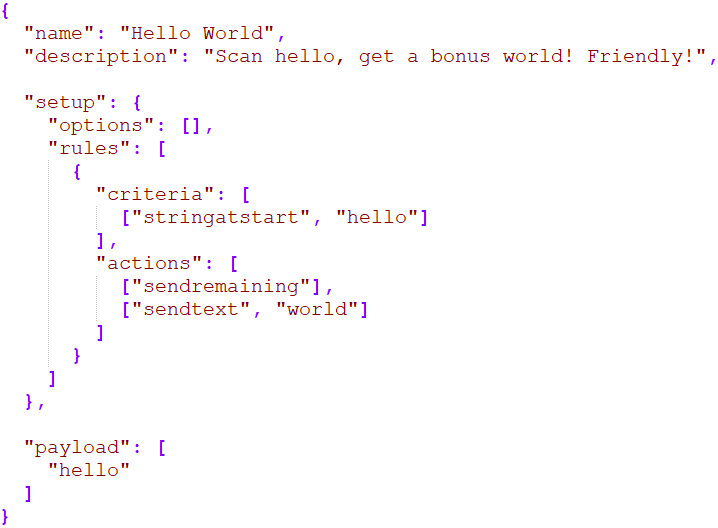 {
  "name": "Hello World",
  "description": "Scan hello, get a bonus world! Friendly!",

  "setup": {
    "options": [],
    "rules": [
      {
        "criteria": [
          ["stringatstart", "hello"]
        ],
        "actions": [
          ["sendremaining"],
          ["sendtext", "world"]
        ]
      }
    ]
  },

  "payload": [
    "hello"
  ]
}